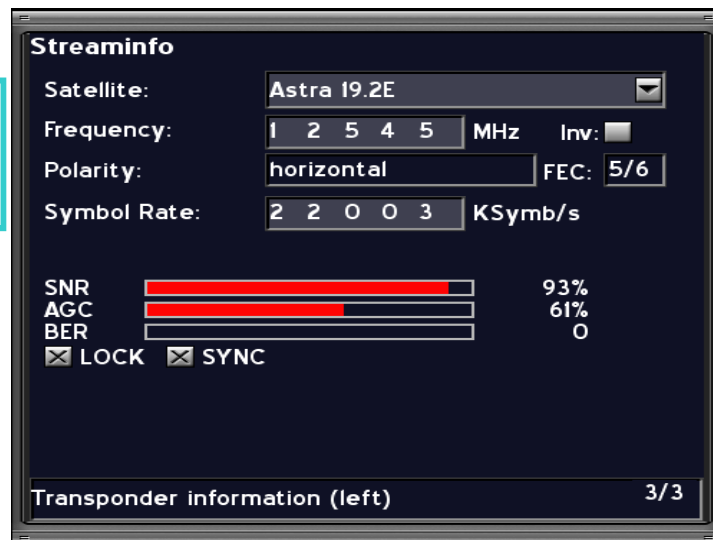 Streaminfo
Satellite: Astra 19.2E
Frequency: 1 2 5 4 5 MHz Inv:
Polarity: horizontal FEC: 5/6
Symbol Rate: 2 2 0 0 3 KSymb/s
SNR 93%
AGC 61%
BER 0
LOCK SYNC
Transponder information (left) 3/3